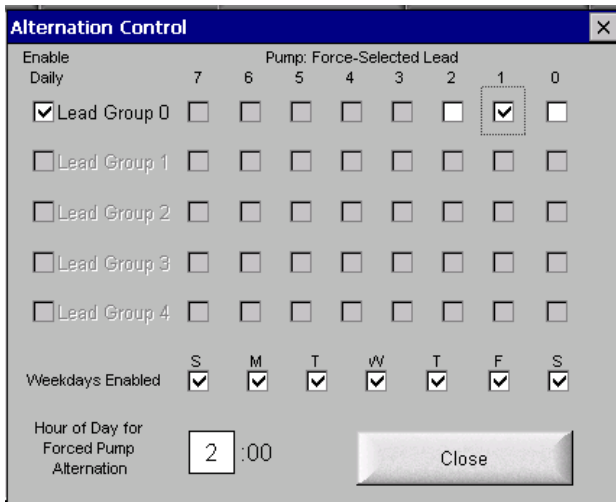 Alternation Control
Enable Pump: Force-Selected Lead
Daily 7 6 5 4 3 2 1 0
Lead Group 0
Lead Group 1
Lead Group 2
Lead Group 3
Lead Group 4
S M T W T F S
Weekdays Enabled
Hour of Day for
Forced Pump
Alternation
2 :00
Close